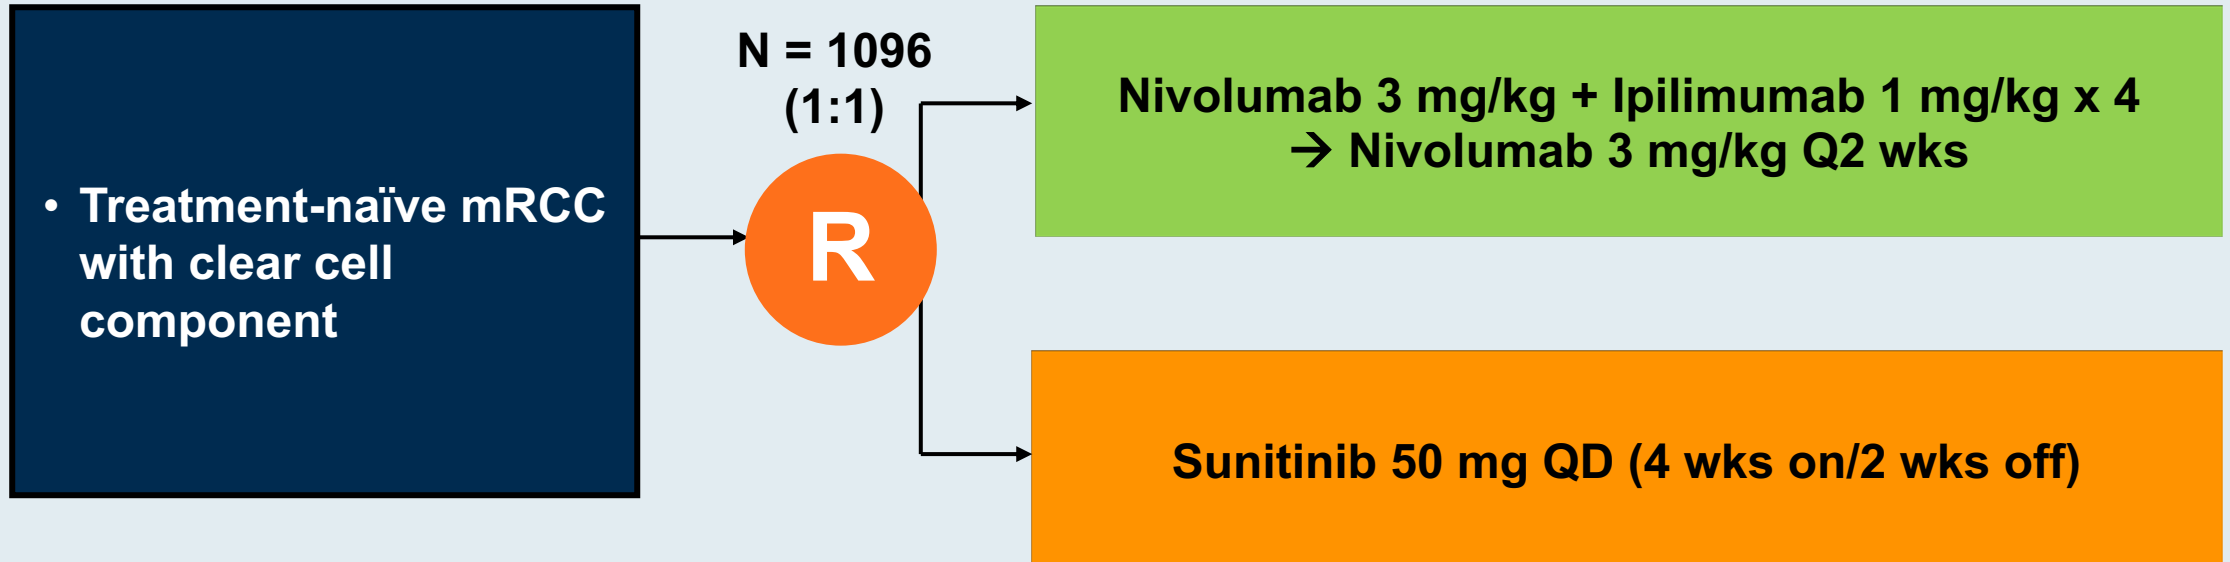 • Treatment-naïve mRCC
with clear cell
component
N = 1096
(1:1)
R
Nivolumab 3 mg/kg + Ipilimumab 1 mg/kg x 4
→ Nivolumab 3 mg/kg Q2 wks
Sunitinib 50 mg QD (4 wks on/2 wks off)